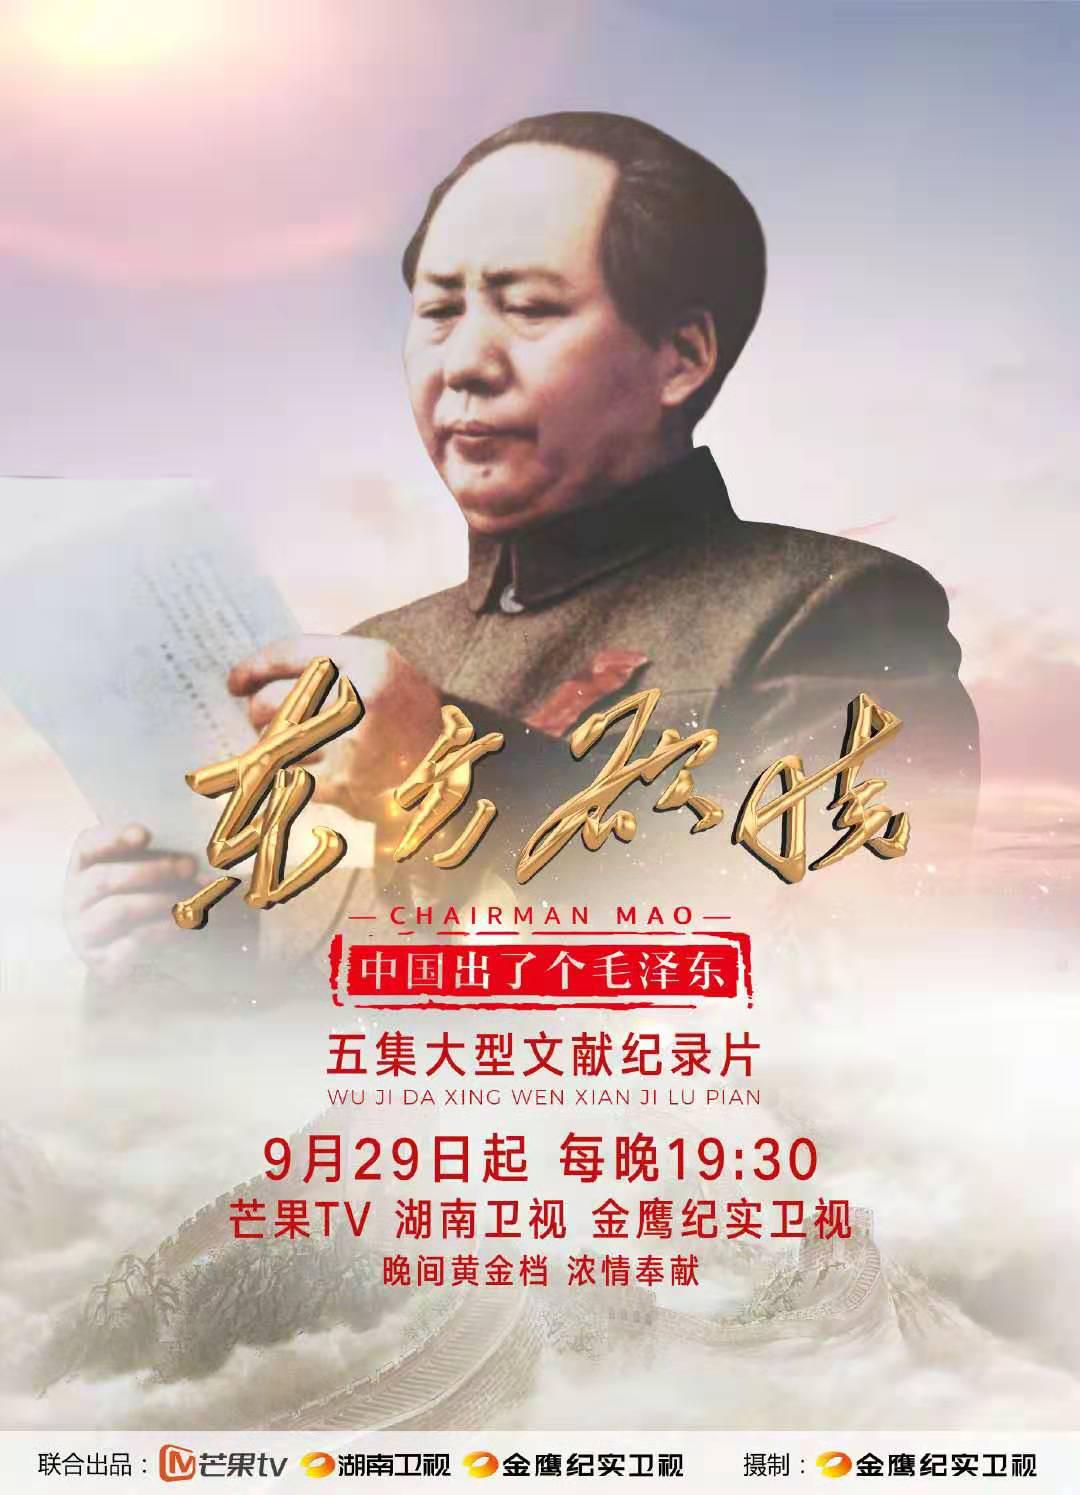 东方欲晓
CHAIRMAN MAO
中国出了个毛泽东
五集大型文献纪录片
WU JI DA XING WEN XIAN JI LU PIAN
9月29日起 每晚19:30
芒果TV 湖南卫视 金鹰纪实卫视
晚间黄金档 浓情奉献
联合出品： 芒果TV 湖南卫视 金鹰纪实卫视 摄制： 金鹰纪实卫视